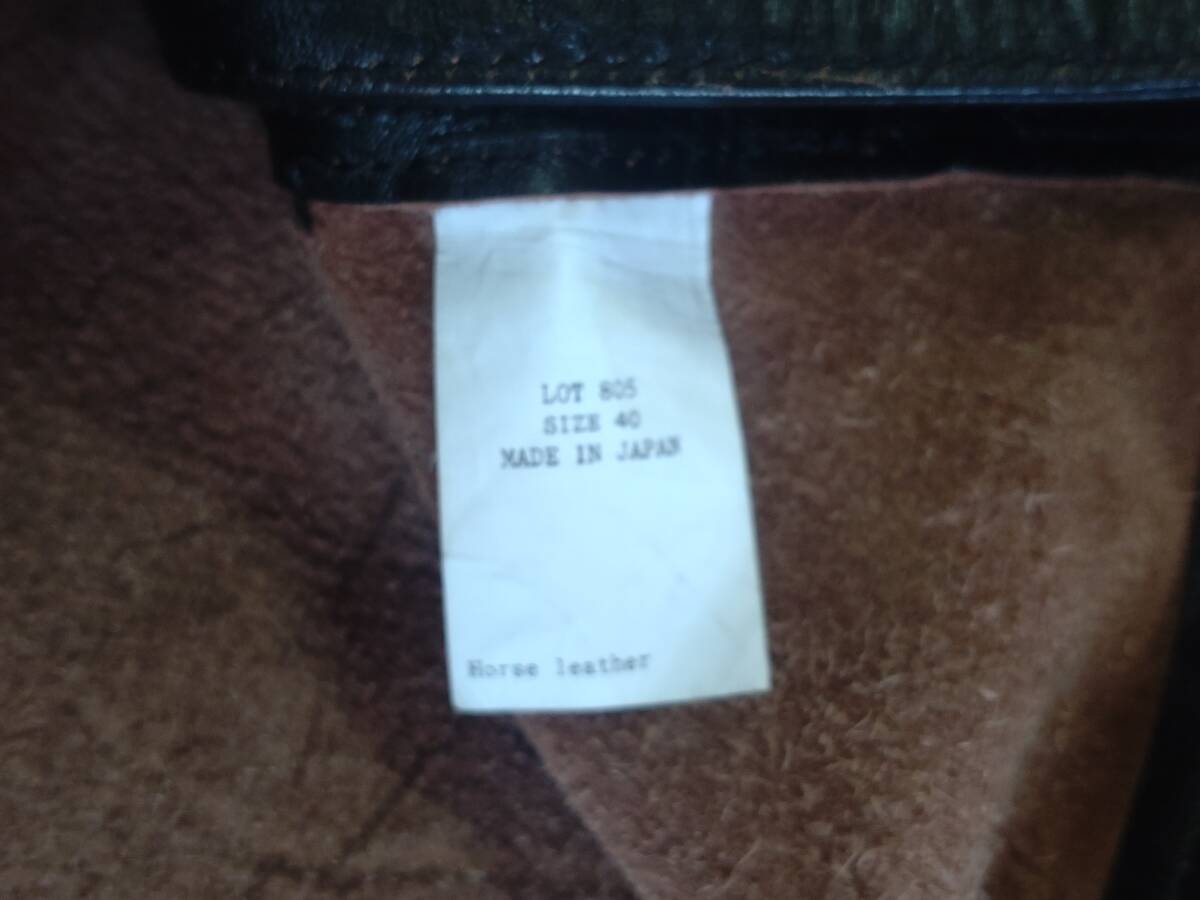 LOT 805
SIZE 40
MADE IN JAPAN
Horse leather